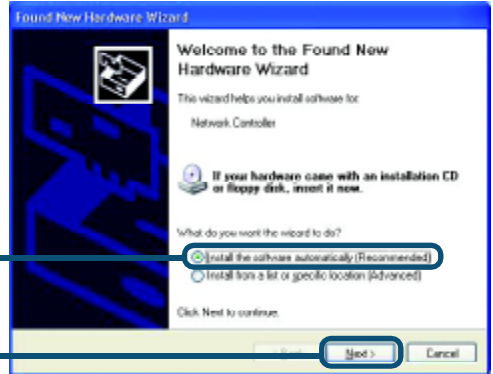 Found New Hardware Wizard
Welcome to the Found New
Hardware Wizard
This wizard helps you install software for:
Network Controller
If your hardware came with an installation CD
or floppy disk, insert it now.
What do you want the wizard to do?
Install the software automatically (Recommended)
Install from a list or specific location (Advanced)
Click Next to continue.
< Back
Next >
Cancel